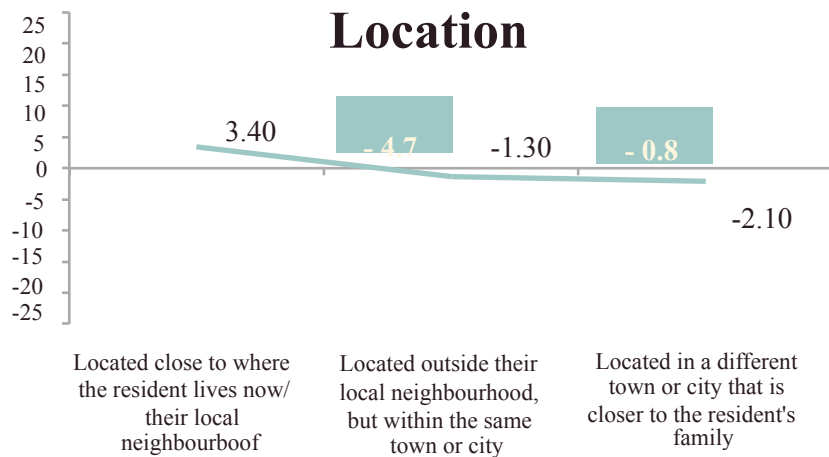 Location
25
20
15
10
5
0
-5
-10
-15
-20
-25
3.40
- 4.7
-1.30
- 0.8
-2.10
Located close to where
the resident lives now/
their local
neighbourboof
Located outside their
local neighbourhood,
but within the same
town or city
Located in a different
town or city that is
closer to the resident's
family